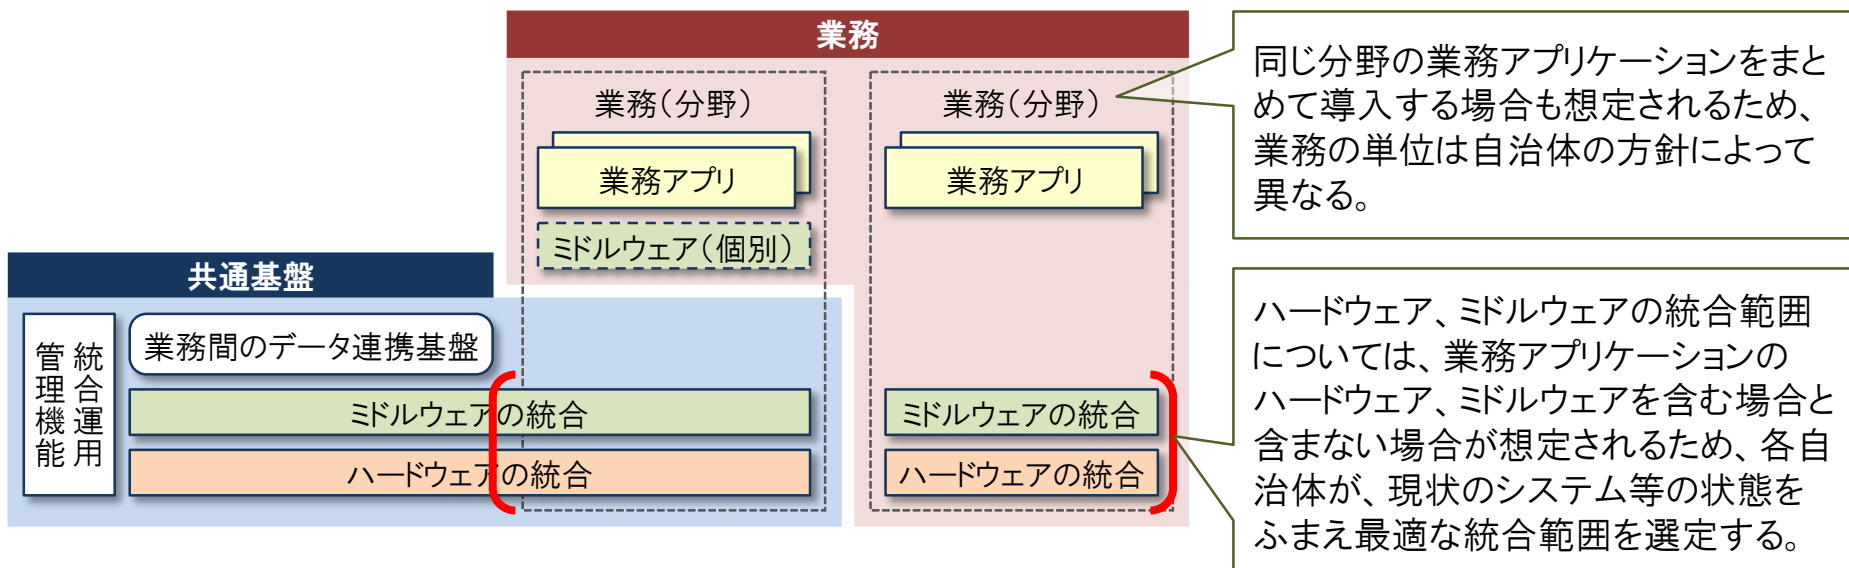 業務
業務（分野）
業務アプリ
ミドルウェア（個別）
業務（分野）
業務アプリ
共通基盤
統合運用
管理機能
業務間のデータ連携基盤
ミドルウェアの統合
ハードウェアの統合
ミドルウェアの統合
ハードウェアの統合
同じ分野の業務アプリケーションをまと
めて導入する場合も想定されるため、
業務の単位は自治体の方針によって
異なる。
ハードウェア、ミドルウェアの統合範囲
については、業務アプリケーションの
ハードウェア、ミドルウェアを含む場合と
含まない場合が想定されるため、各自
治体が、現状のシステム等の状態を
ふまえ最適な統合範囲を選定する。